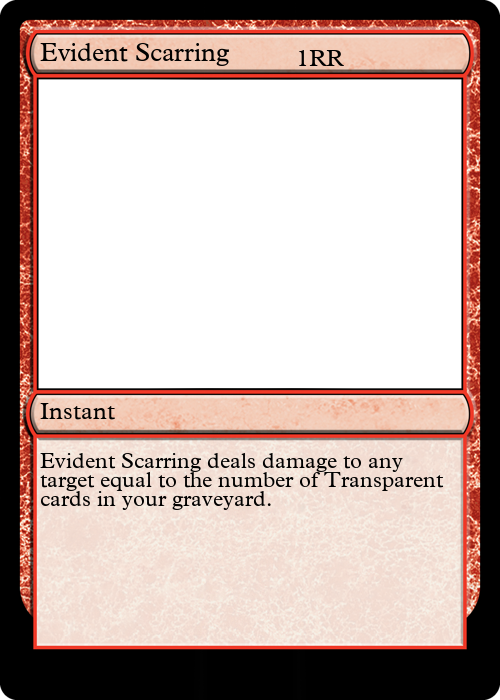 Evident Scarring 1RR
Instant
Evident Scarring deals damage to any
target equal to the number of Transparent
cards in your graveyard.